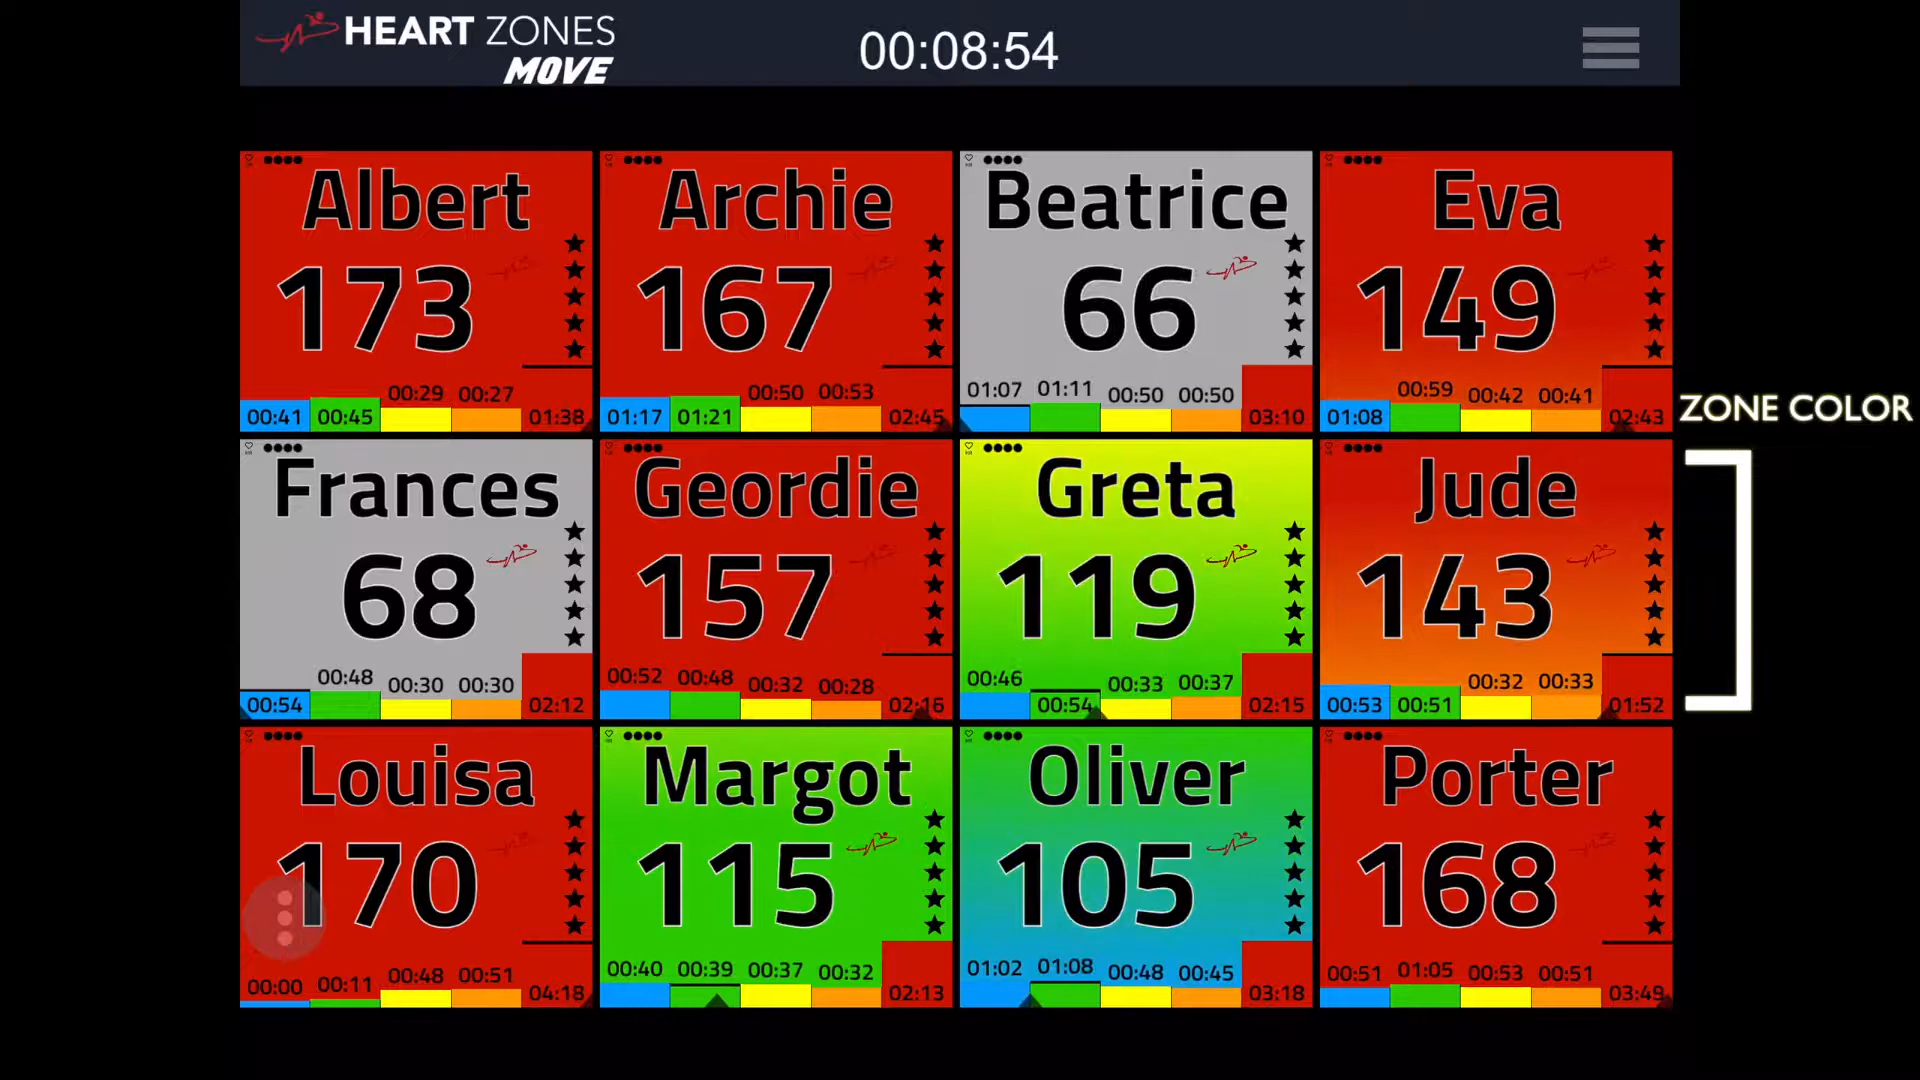 HEART ZONES
MOVE
00:08:54
Albert
173
00:29 00:27
00:41 00:45 01:38
Archie
167
00:50 00:53
01:17 01:21 02:45
Beatrice
66
01:07 01:11 00:50 00:50
03:10
Eva
149
00:59 00:42 00:41
01:08 02:43
ZONE COLOR
Frances
68
00:48 00:30 00:30
00:54 02:12
Geordie
157
00:52 00:48 00:32 00:28
02:16
Greta
119
00:46 00:33 00:37
00:54 02:15
Jude
143
00:32 00:33
00:53 00:51 01:52
Louisa
170
00:00 00:11 00:48 00:51
04:18
Margot
115
00:40 00:39 00:37 00:32
02:13
Oliver
105
01:02 01:08 00:48 00:45
03:18
Porter
168
00:51 01:05 00:53 00:51
03:49